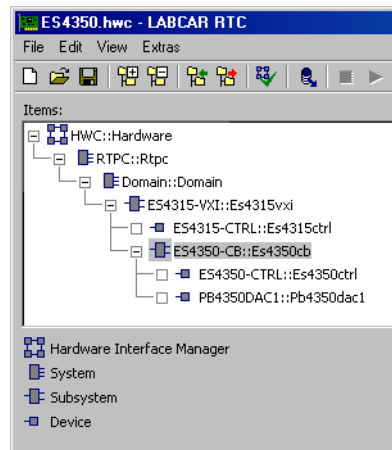 ES4350.hwc - LABCAR RTC
File Edit View Extras
Items:
HWC::Hardware
RTPC::Rtpc
Domain::Domain
ES4315-VXI::Es4315vxi
ES4315-CTRL::Es4315ctrl
ES4350-CB::Es4350cb
ES4350-CTRL::Es4350ctrl
PB4350DAC1::Pb4350dac1
Hardware Interface Manager
System
Subsystem
Device